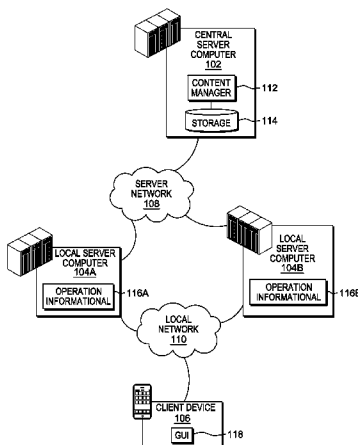 CENTRAL
SERVER
COMPUTER
102
CONTENT
MANAGER
112
STORAGE
114
SERVER
NETWORK
108
LOCAL SERVER
COMPUTER
104A
OPERATION
INFORMATIONAL
116A
LOCAL SERVER
COMPUTER
104B
OPERATION
INFORMATIONAL
116B
LOCAL
NETWORK
110
CLIENT DEVICE
106
GUI
118